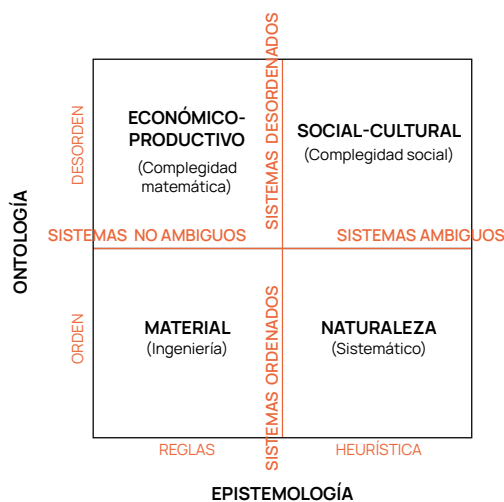 ONTOLOGÍA
DESORDEN
ORDEN
SISTEMAS DESORDENADOS
ECONÓMICO-
PRODUCTIVO
(Complegidad
matemática)
SOCIAL-CULTURAL
(Complegidad social)
SISTEMAS NO AMBIGUOS
SISTEMAS AMBIGUOS
SISTEMAS ORDENADOS
MATERIAL
(Ingeniería)
NATURALEZA
(Sistemático)
REGLAS
HEURÍSTICA
EPISTEMOLOGÍA